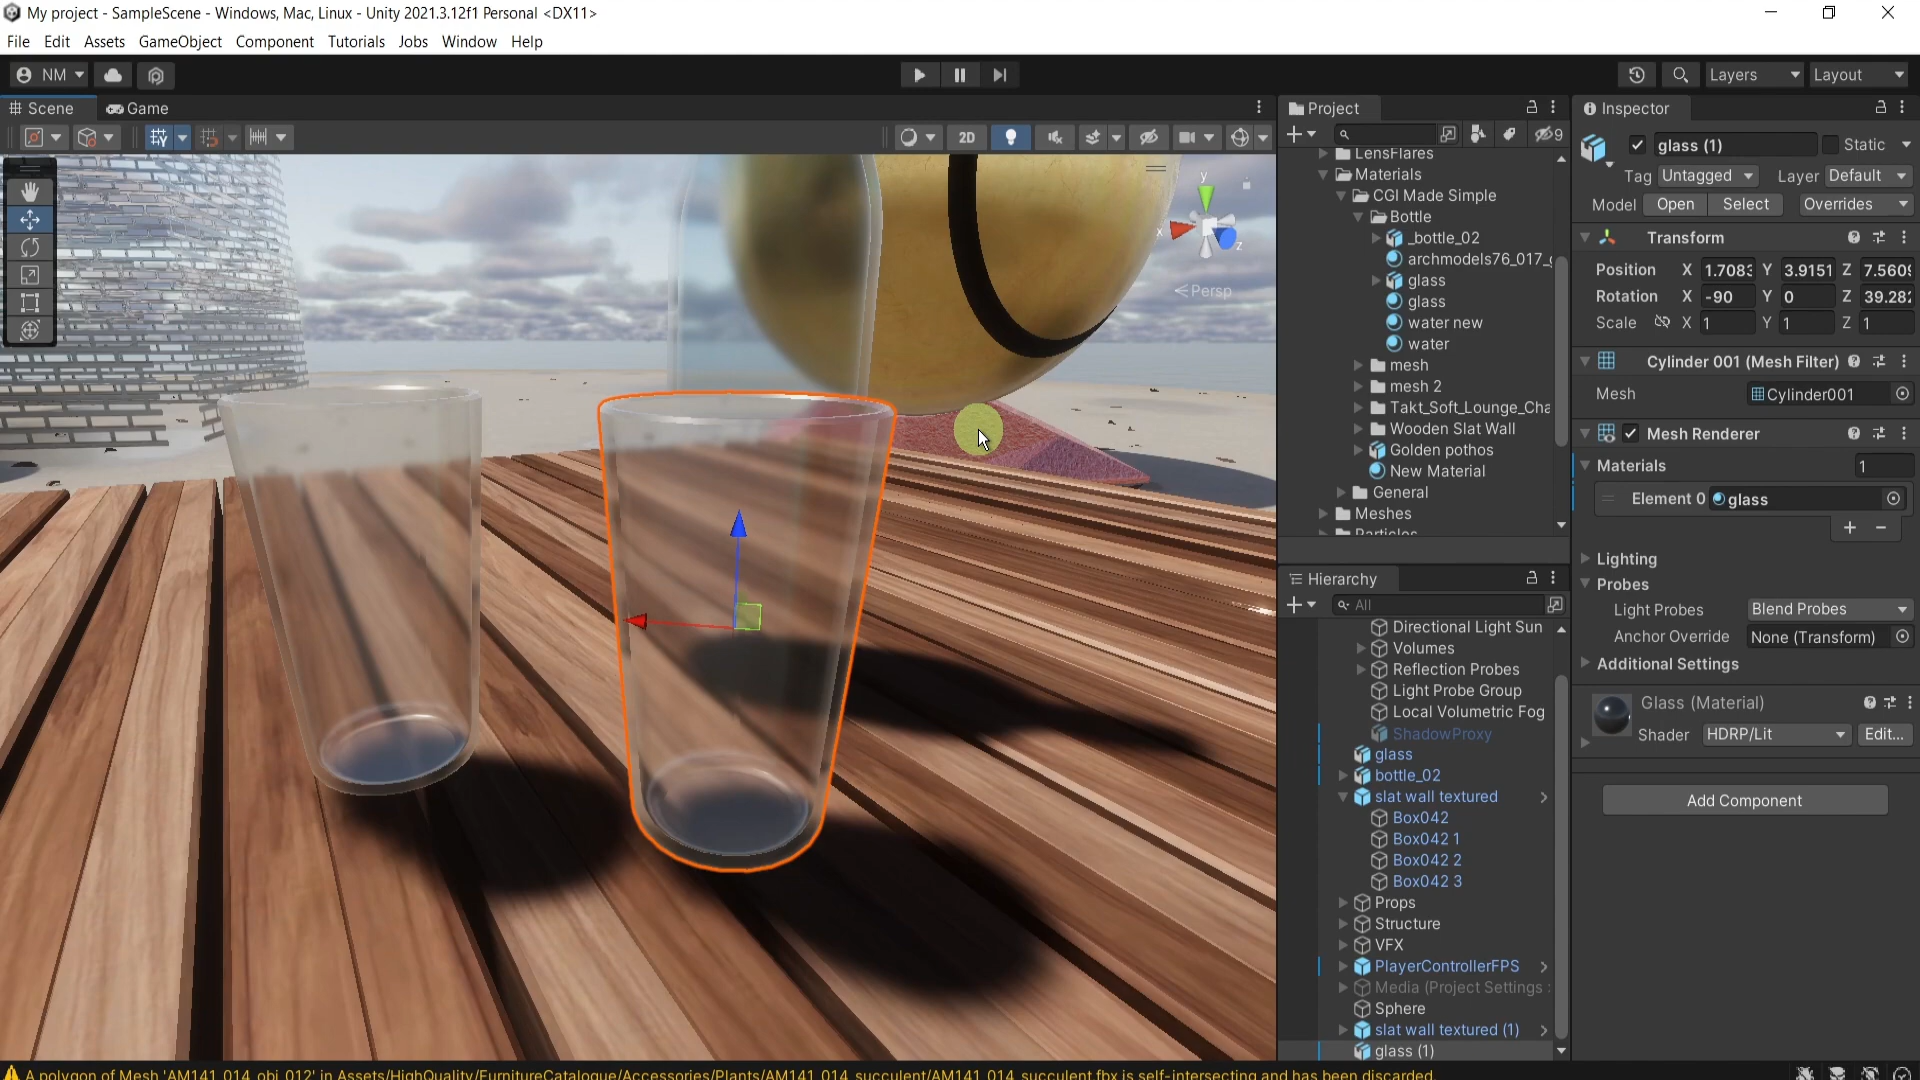 My project - SampleScene - Windows, Mac, Linux - Unity 2021.3.12f1 Personal <DX11>
File Edit Assets GameObject Component Tutorials Jobs Window Help
NM
Layers
Layout
Scene
Game
2D
y
x
z
Persp
Project
9
LensFlares
Materials
CGI Made Simple
Bottle
_bottle_02
archmodels76_017_
glass
glass
water new
water
mesh
mesh 2
Takt_Soft_Lounge_Cha
Wooden Slat Wall
Golden pothos
New Material
General
Meshes
Particles
Hierarchy
All
Directional Light Sun
Volumes
Reflection Probes
Light Probe Group
Local Volumetric Fog
ShadowProxy
glass
bottle_02
slat wall textured
Box042
Box042 1
Box042 2
Box042 3
Props
Structure
VFX
PlayerControllerFPS
Media (Project Settings
Sphere
slat wall textured (1)
glass (1)
Inspector
glass (1)
Static
Tag Untagged Layer Default
Model Open Select Overrides
Transform
Position X 1.7083 Y 3.9151 Z 7.560
Rotation X -90 Y 0 Z 39.28
Scale X 1 Y 1 Z 1
Cylinder 001 (Mesh Filter)
Mesh Cylinder001
Mesh Renderer
Materials 1
Element 0 glass
Lighting
Probes
Light Probes Blend Probes
Anchor Override None (Transform)
Additional Settings
Glass (Material)
Shader HDRP/Lit Edit...
Add Component
A polygon of Mesh 'AM141_014_obj_012' in Assets/HighQuality/FurnitureCatalogue/Accessories/Plants/AM141_014_succulent/AM141_014_succulent.fbx is self-intersecting and has been discarded.